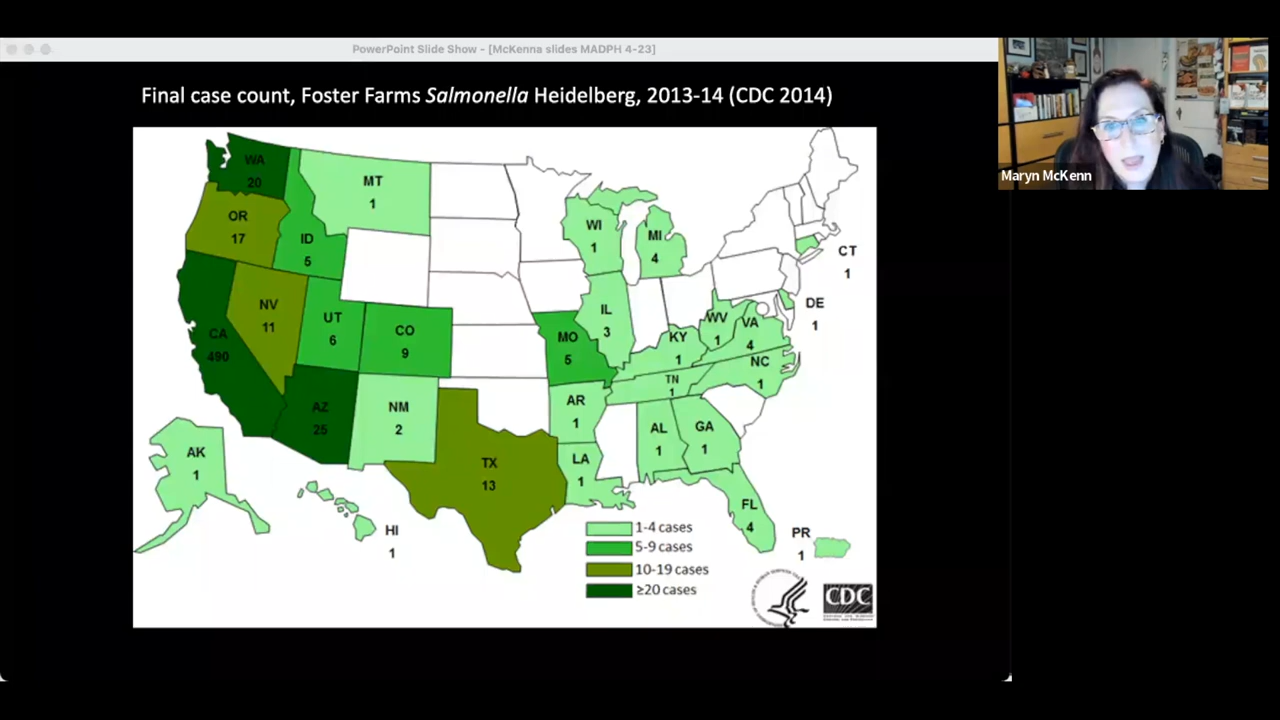 PowerPoint Slide Show - [McKenna slides MADPH 4-23]
Final case count, Foster Farms Salmonella Heidelberg, 2013-14 (CDC 2014)
Maryn McKenn
WA
20
MT
1
OR
17
ID
5
WI
1
MI
4
CT
1
NV
11
UT
6
CO
9
IL
3
DE
1
CA
490
MO
5
KY
1
WV
1
VA
4
NC
1
TN
1
AZ
25
NM
2
AR
1
AL
1
GA
1
AK
1
TX
13
LA
1
FL
4
HI
1
PR
1
1-4 cases
5-9 cases
10-19 cases
≥20 cases
CDC